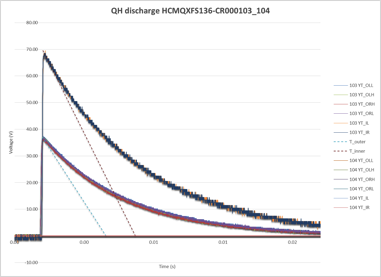 QH discharge HCMQXFS136-CR000103_104
80.00
70.00
60.00
50.00
40.00
30.00
20.00
10.00
0.00
0.00
0.01
0.01
0.02
-10.00
Voltage (V)
Time (s)
103 YT_OLL
103 YT_OLH
103 YT_ORH
103 YT_ORL
103 YT_IL
103 YT_IR
T_outer
T_inner
104 YT_OLL
104 YT_OLH
104 YT_ORH
104 YT_ORL
104 YT_IL
104 YT_IR